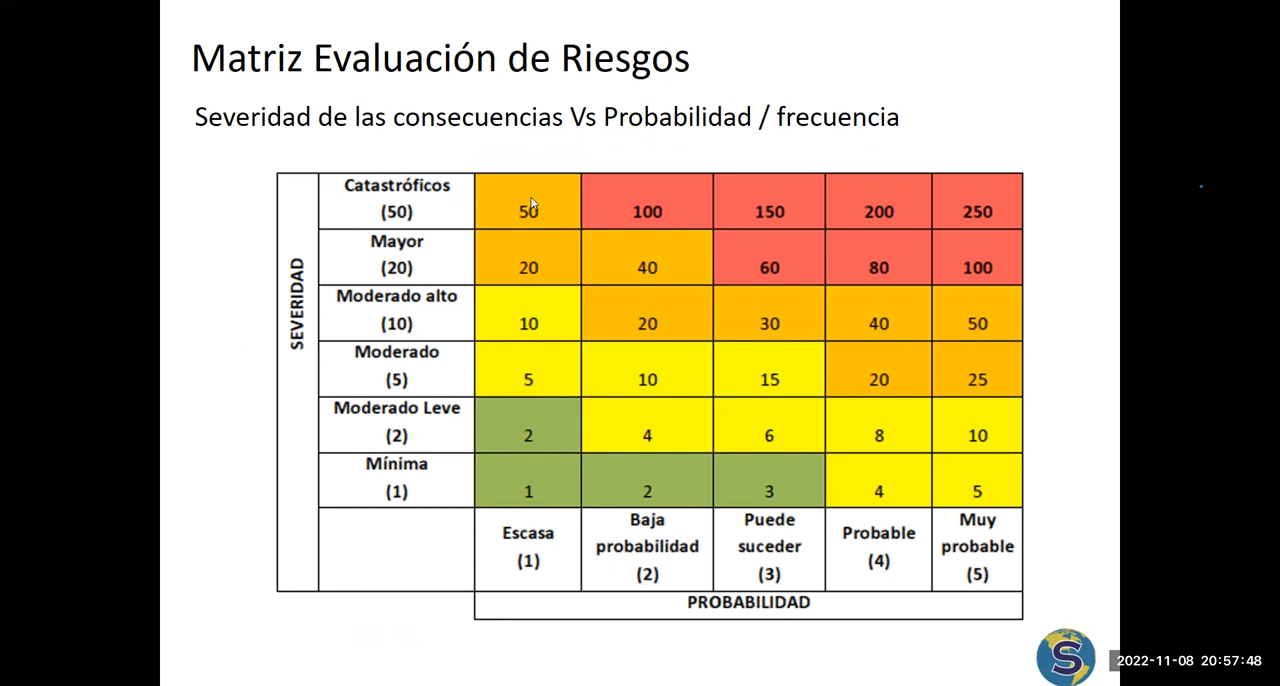 Matriz Evaluación de Riesgos
Severidad de las consecuencias Vs Probabilidad / frecuencia
SEVERIDAD
Catastróficos
(50)
50
100
150
200
250
Mayor
(20)
20
40
60
80
100
Moderado alto
(10)
10
20
30
40
50
Moderado
(5)
5
10
15
20
25
Moderado Leve
(2)
2
4
6
8
10
Mínima
(1)
1
2
3
4
5
Escasa
(1)
Baja
probabilidad
(2)
Puede
suceder
(3)
Probable
(4)
Muy
probable
(5)
PROBABILIDAD
S
2022-11-08 20:57:48